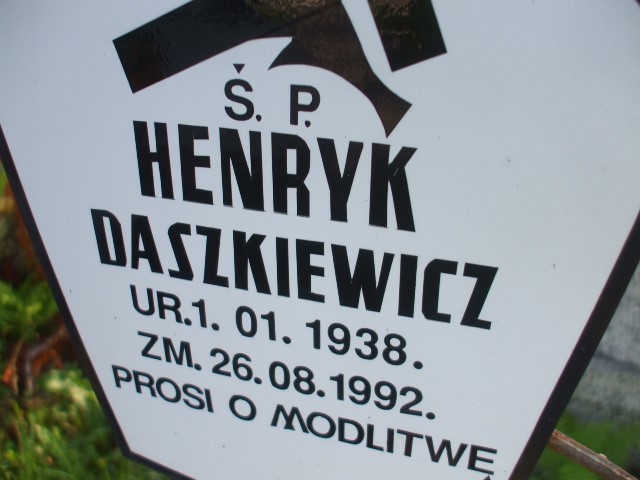 Ś. P.
HENRYK
DASZKIEWICZ
UR.1. 01. 1938.
ZM. 26.08.1992.
PROSI O MODLITWĘ